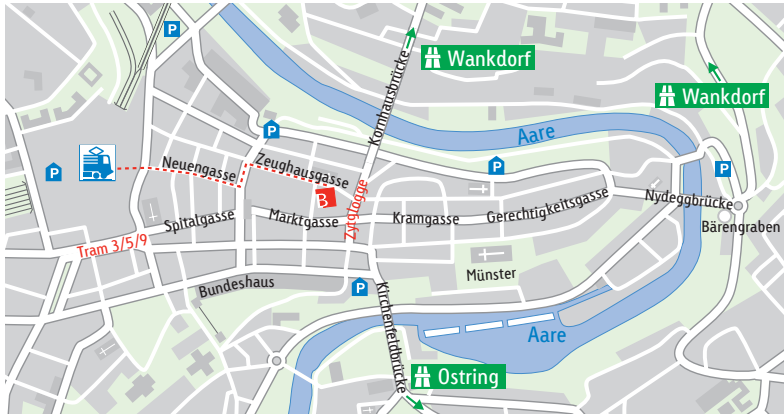 P
Kornhausbrücke
Wankdorf
Wankdorf
Aare
P
P
Neuengasse
Zeughausgasse
P
P
B
Zytglogge
Spitalgasse
Marktgasse
Kramgasse
Gerechtigkeitsgasse
Nydeggbrücke
Bärengraben
Tram 3/5/9
Münster
Bundeshaus
P
Kirchenfeldbrücke
Aare
Ostring